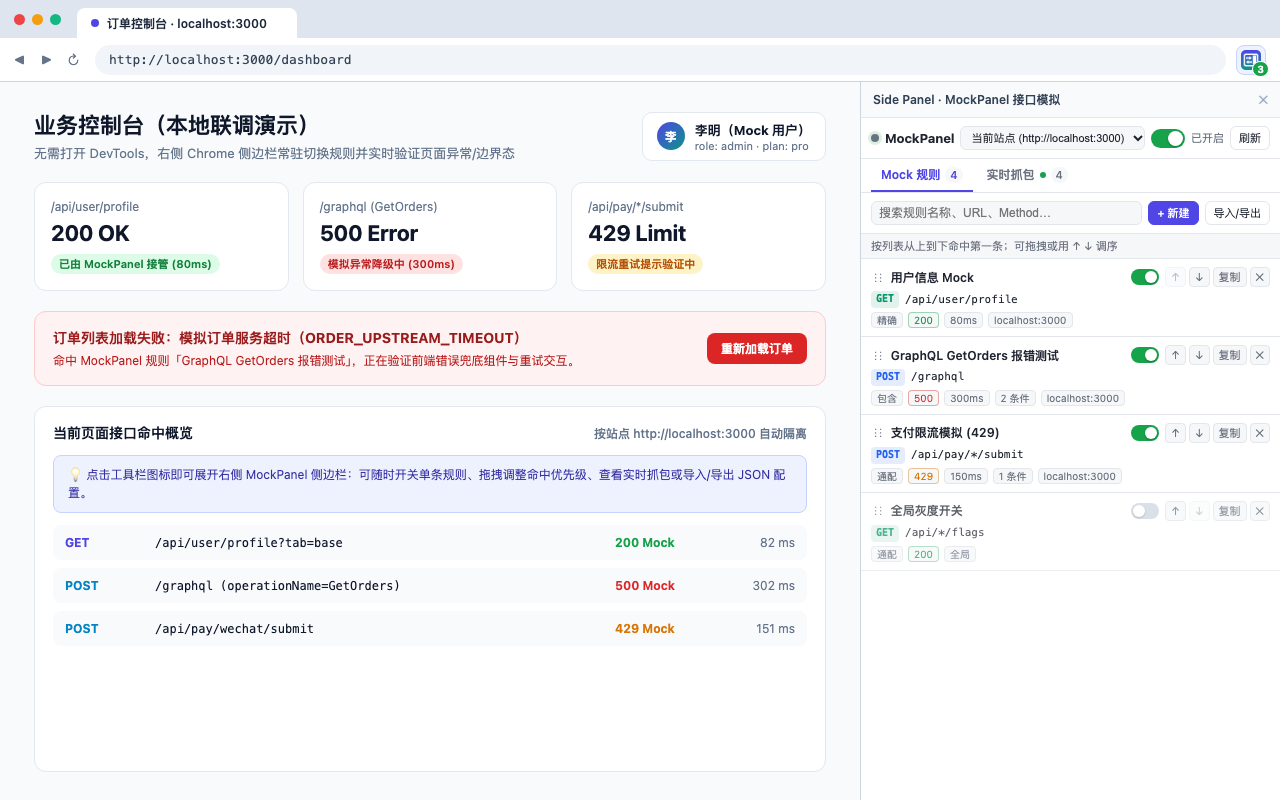 订单控制台 · localhost:3000
http://localhost:3000/dashboard
3
业务控制台（本地联调演示）
无需打开 DevTools，右侧 Chrome 侧边栏常驻切换规则并实时验证页面异常/边界态
李
李明（Mock 用户）
role: admin · plan: pro
/api/user/profile
200 OK
已由 MockPanel 接管 (80ms)
/graphql (GetOrders)
500 Error
模拟异常降级中 (300ms)
/api/pay/*/submit
429 Limit
限流重试提示验证中
订单列表加载失败：模拟订单服务超时（ORDER_UPSTREAM_TIMEOUT）
命中 MockPanel 规则「GraphQL GetOrders 报错测试」，正在验证前端错误兜底组件与重试交互。
重新加载订单
当前页面接口命中概览
按站点 http://localhost:3000 自动隔离
💡 点击工具栏图标即可展开右侧 MockPanel 侧边栏：可随时开关单条规则、拖拽调整命中优先级、查看实时抓包或导入/导出 JSON 配
置。
GET /api/user/profile?tab=base 200 Mock 82 ms
POST /graphql (operationName=GetOrders) 500 Mock 302 ms
POST /api/pay/wechat/submit 429 Mock 151 ms
Side Panel · MockPanel 接口模拟
MockPanel 当前站点 (http://localhost:3000) 已开启 刷新
Mock 规则 4 实时抓包 4
搜索规则名称、URL、Method… + 新建 导入/导出
按列表从上到下命中第一条；可拖拽或用 ↑ ↓ 调序
用户信息 Mock ↑ ↓ 复制 ✕
GET /api/user/profile
精确 200 80ms localhost:3000
GraphQL GetOrders 报错测试 ↑ ↓ 复制 ✕
POST /graphql
包含 500 300ms 2 条件 localhost:3000
支付限流模拟 (429) ↑ ↓ 复制 ✕
POST /api/pay/*/submit
通配 429 150ms 1 条件 localhost:3000
全局灰度开关 ↑ ↓ 复制 ✕
GET /api/*/flags
通配 200 全局